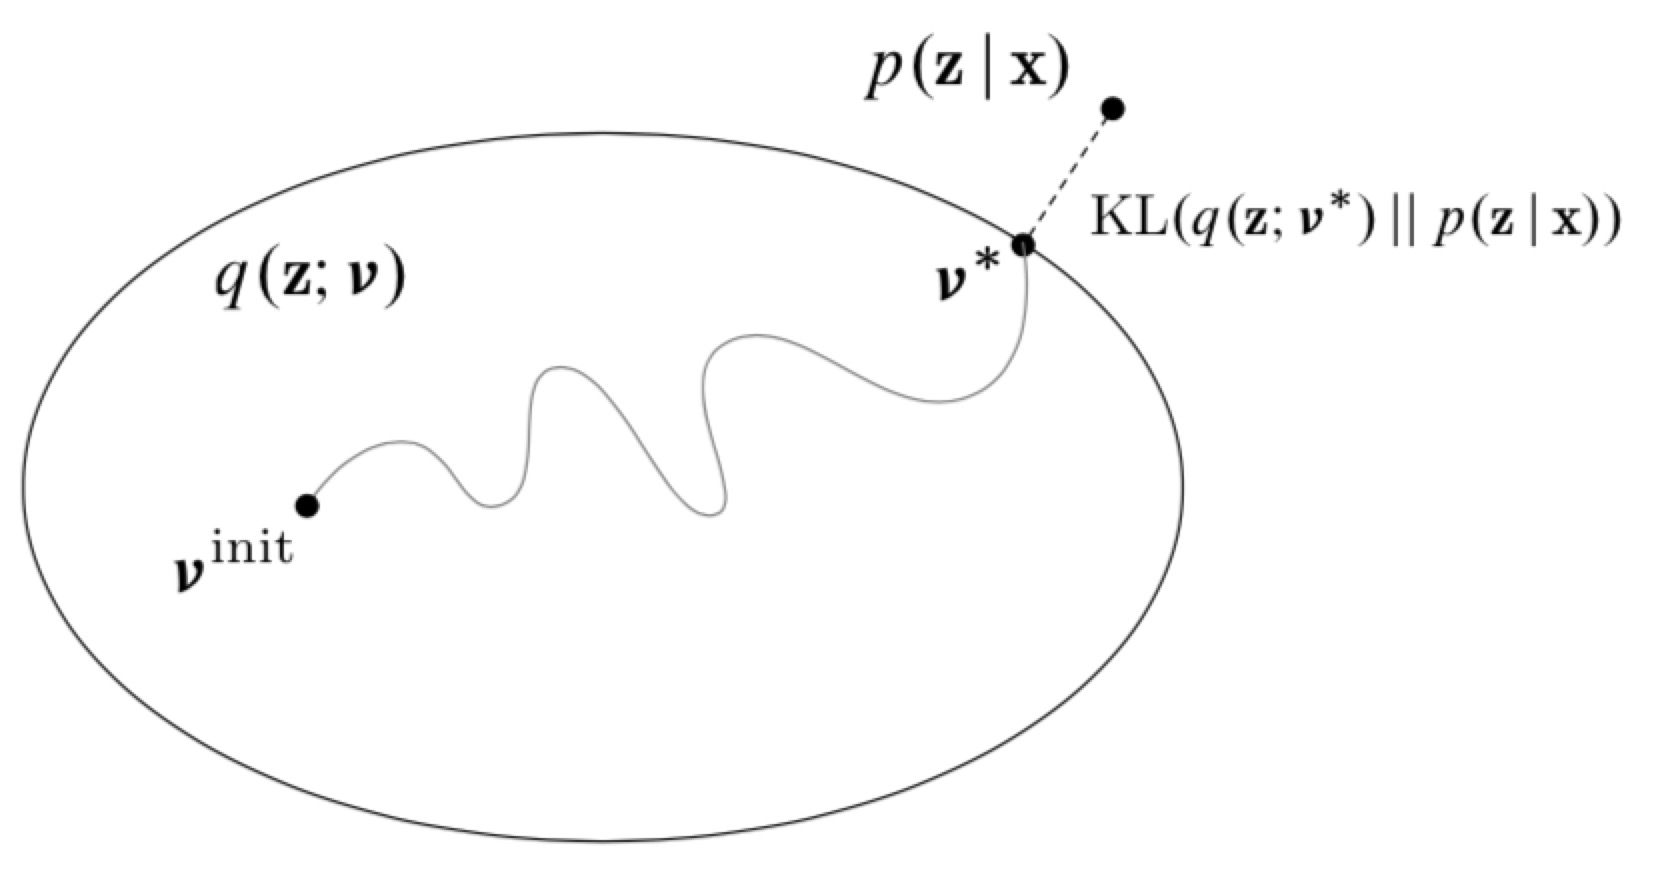 p(z | x)
KL(q(z; ν*) || p(z | x))
q(z; ν)
ν*
ν^init